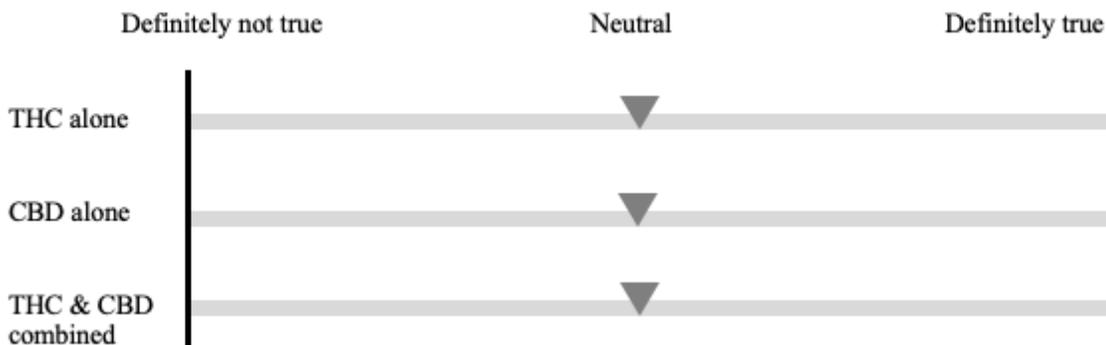 Definitely not true Neutral Definitely true
THC alone
CBD alone
THC & CBD
combined